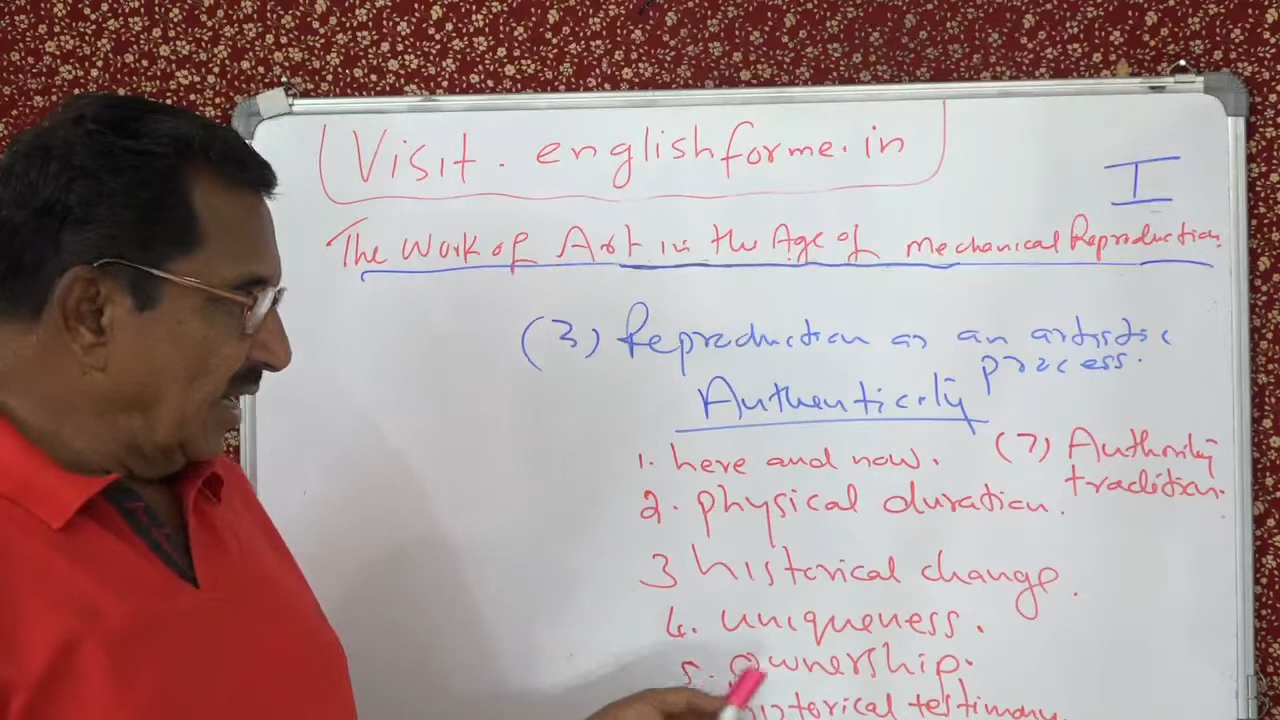 Visit. englishforme.in
I
The Work of Art in the Age of Mechanical Reproduction
(3) Reproduction as an artistic process.
Authenticity
1. here and now.
2. physical duration.
3 historical change.
4. uniqueness.
5. Ownership.
historical testimony
(7) Authority
tradition.